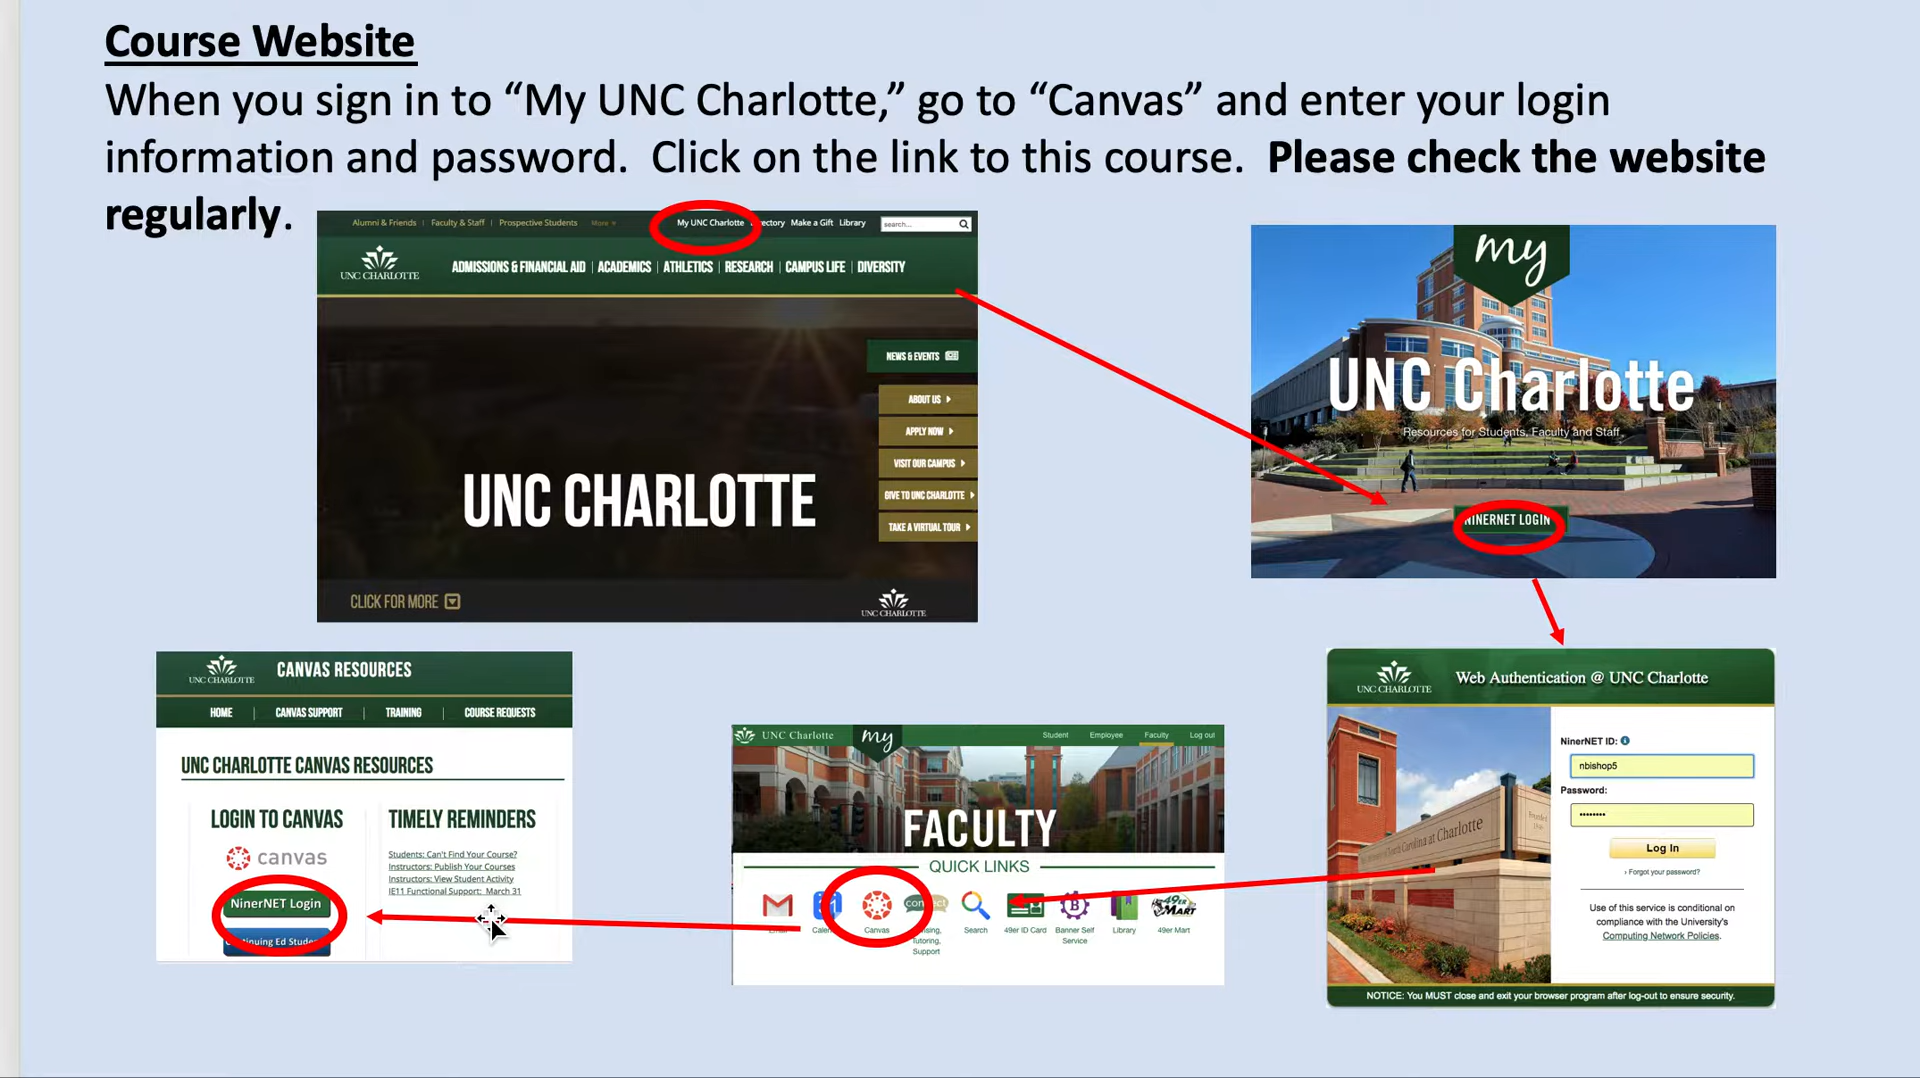 Course Website
When you sign in to “My UNC Charlotte,” go to “Canvas” and enter your login
information and password.  Click on the link to this course.  Please check the website
regularly.
Alumni & Friends | Faculty & Staff | Prospective Students More My UNC Charlotte Make a Gift Library search...
UNC CHARLOTTE
ADMISSIONS & FINANCIAL AID | ACADEMICS | ATHLETICS | RESEARCH | CAMPUS LIFE | DIVERSITY
NEWS & EVENTS
ABOUT US
APPLY NOW
VISIT OUR CAMPUS
GIVE TO UNC CHARLOTTE
TAKE A VIRTUAL TOUR
UNC CHARLOTTE
CLICK FOR MORE
UNC CHARLOTTE
my
UNC Charlotte
Resources for Students, Faculty and Staff
NINERNET LOGIN
UNC CHARLOTTE
CANVAS RESOURCES
HOME | CANVAS SUPPORT | TRAINING | COURSE REQUESTS
UNC CHARLOTTE CANVAS RESOURCES
LOGIN TO CANVAS
canvas
NinerNET Login
TIMELY REMINDERS
Students: Can't Find Your Course?
Instructors: Publish Your Courses
Instructors: View Student Activity
IE11 Functional Support: March 31
UNC Charlotte my Student Employee Faculty Log out
FACULTY
QUICK LINKS
Canvas
Tutoring,
Support
Search
49er ID Card
Banner Self
Service
Library
49ER
MART
49er Mart
UNC CHARLOTTE
Web Authentication @ UNC Charlotte
NinerNET ID:
nbishop5
Password:
••••••••
Log In
› Forgot your password?
Use of this service is conditional on
compliance with the University's
Computing Network Policies.
NOTICE: You MUST close and exit your browser program after log-out to ensure security.